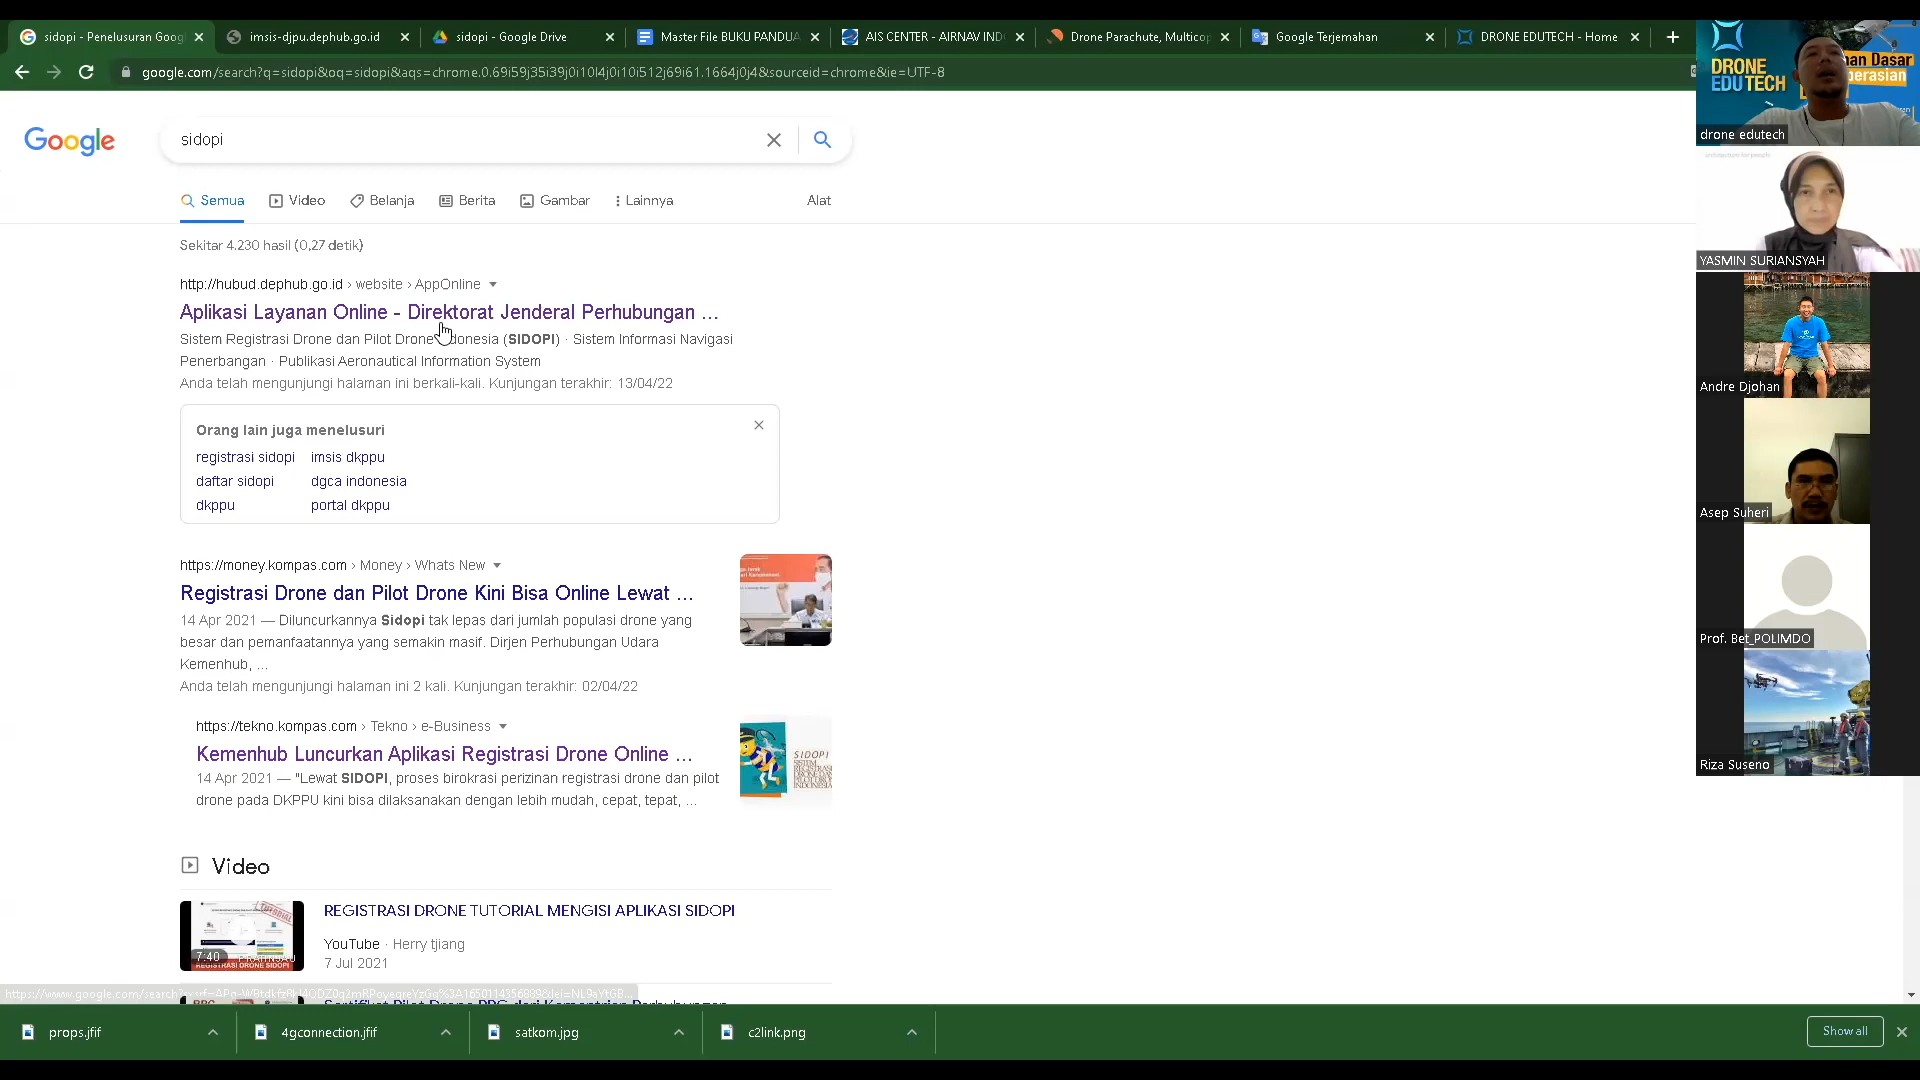 sidopi - Penelusuran Goog
imsis-djpu.dephub.go.id
sidopi - Google Drive
Master File BUKU PANDUA
AIS CENTER - AIRNAV IND
Drone Parachute, Multicop
Google Terjemahan
DRONE EDUTECH - Home
google.com/search?q=sidopi&oq=sidopi&aqs=chrome.0.69i59j35i39j0i10l4j0i10i512j69i61.1664j0j4&sourceid=chrome&ie=UTF-8
Google
sidopi
Semua
Video
Belanja
Berita
Gambar
Lainnya
Alat
Sekitar 4.230 hasil (0,27 detik)
http://hubud.dephub.go.id › website › AppOnline
Aplikasi Layanan Online - Direktorat Jenderal Perhubungan ...
Sistem Registrasi Drone dan Pilot Drone donesia (SIDOPI) · Sistem Informasi Navigasi
Penerbangan · Publikasi Aeronautical Information System
Anda telah mengunjungi halaman ini berkali-kali. Kunjungan terakhir: 13/04/22
Orang lain juga menelusuri
registrasi sidopi
imsis dkppu
daftar sidopi
dgca indonesia
dkppu
portal dkppu
https://money.kompas.com › Money › Whats New
Registrasi Drone dan Pilot Drone Kini Bisa Online Lewat ...
14 Apr 2021 — Diluncurkannya Sidopi tak lepas dari jumlah populasi drone yang
besar dan pemanfaatannya yang semakin masif. Dirjen Perhubungan Udara
Kemenhub, ...
Anda telah mengunjungi halaman ini 2 kali. Kunjungan terakhir: 02/04/22
https://tekno.kompas.com › Tekno › e-Business
Kemenhub Luncurkan Aplikasi Registrasi Drone Online ...
14 Apr 2021 — "Lewat SIDOPI, proses birokrasi perizinan registrasi drone dan pilot
drone pada DKPPU kini bisa dilaksanakan dengan lebih mudah, cepat, tepat, ...
SIDOPI
Video
REGISTRASI DRONE TUTORIAL MENGISI APLIKASI SIDOPI
YouTube · Herry tjiang
7 Jul 2021
TUTORIAL
7:40
REGISTRASI DRONE SIDOPI
props.jfif
4gconnection.jfif
satkom.jpg
c2link.png
Show all
DRONE
EDUTECH
an Dasar
perasian
drone edutech
YASMIN SURIANSYAH
Andre Djohan
Asep Suheri
Prof. Bet_POLIMDO
Riza Suseno